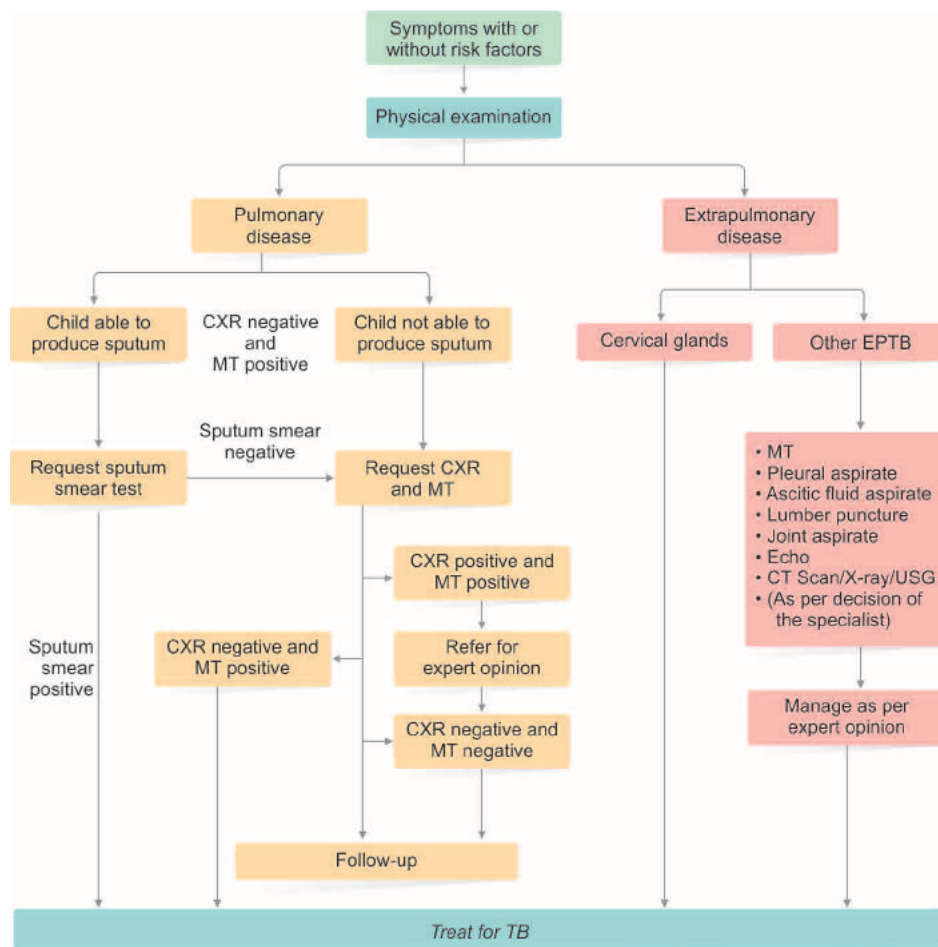 Symptoms with or
without risk factors
Physical examination
Pulmonary
disease
Extrapulmonary
disease
Child able to
produce sputum
CXR negative
and
MT positive
Child not able to
produce sputum
Cervical glands
Other EPTB
Sputum smear
negative
Request sputum
smear test
Request CXR
and MT
• MT
• Pleural aspirate
• Ascitic fluid aspirate
• Lumber puncture
• Joint aspirate
• Echo
• CT Scan/X-ray/USG
• (As per decision of
the specialist)
CXR positive and
MT positive
Sputum
smear
positive
CXR negative and
MT positive
Refer for
expert opinion
CXR negative and
MT negative
Manage as per
expert opinion
Follow-up
Treat for TB